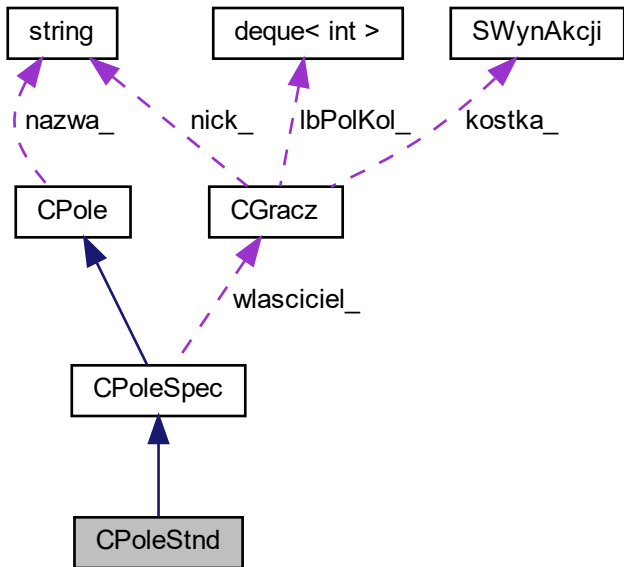 string
deque< int >
SWynAkcji
nazwa_
nick_
lbPolKol_
kostka_
CPole
CGracz
wlasciciel_
CPoleSpec
CPoleStnd